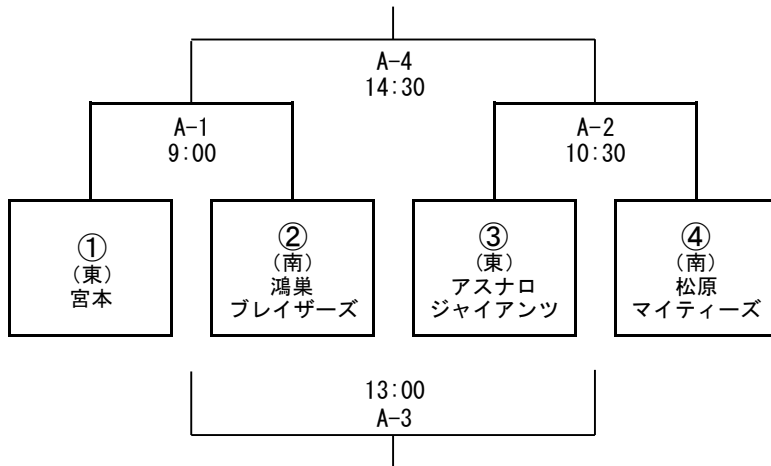 A-4
14:30
A-1
9:00
A-2
10:30
①
(東)
宮本
②
(南)
鴻巣
ブレイザーズ
③
(東)
アスナロ
ジャイアンツ
④
(南)
松原
マイティーズ
13:00
A-3